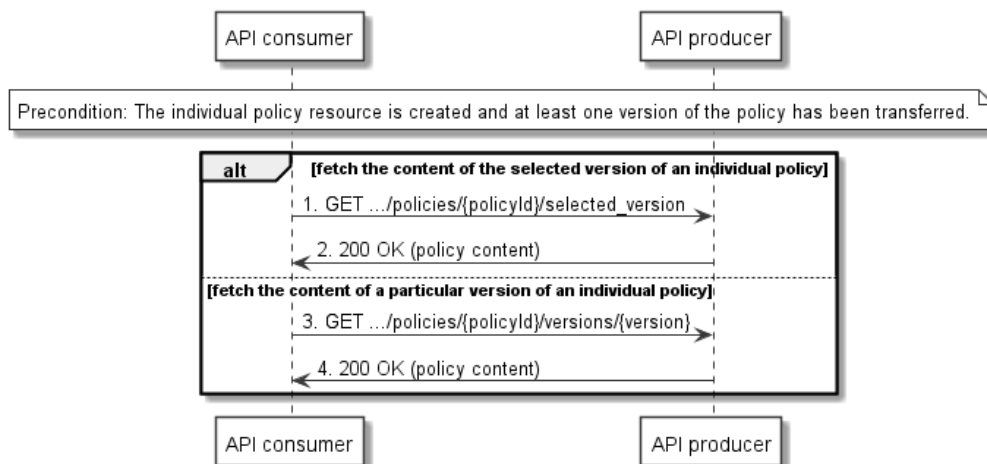 API consumer API producer
Precondition: The individual policy resource is created and at least one version of the policy has been transferred.
alt [fetch the content of the selected version of an individual policy]
1. GET .../policies/{policyId}/selected_version
2. 200 OK (policy content)
[fetch the content of a particular version of an individual policy]
3. GET .../policies/{policyId}/versions/{version}
4. 200 OK (policy content)
API consumer API producer